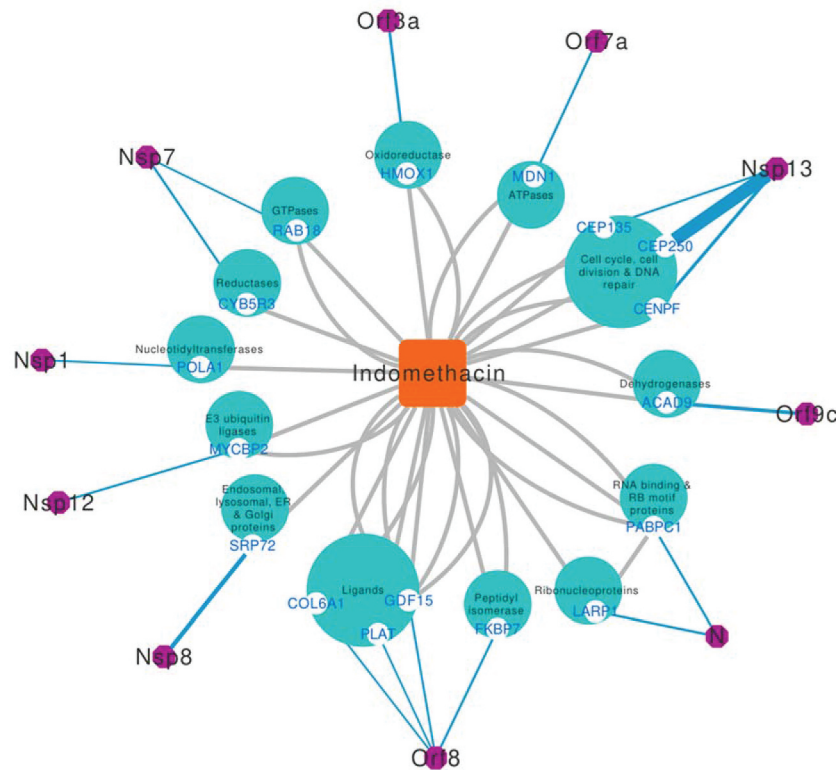 Orf3a
Orf7a
Nsp7
Oxidoreductase
HMOX1
MDN1
ATPases
Nsp13
GTPases
RAB18
CEP135
CEP250
Cell cycle, cell
division & DNA
repair
CENPF
Reductases
CYB5R3
Nsp1
Nucleotidyltransferases
POLA1
Indomethacin
Dehydrogenases
ACAD9
Orf9c
E3 ubiquitin
ligases
MYCBP2
Nsp12
Endosomal,
lysosomal, ER
& Golgi
proteins
SRP72
RNA binding &
RB motif
proteins
PABPC1
Ligands
COL6A1
GDF15
PLAT
Peptidyl
isomerase
FKBP7
Ribonucleoproteins
LARP1
N
Nsp8
Orf8